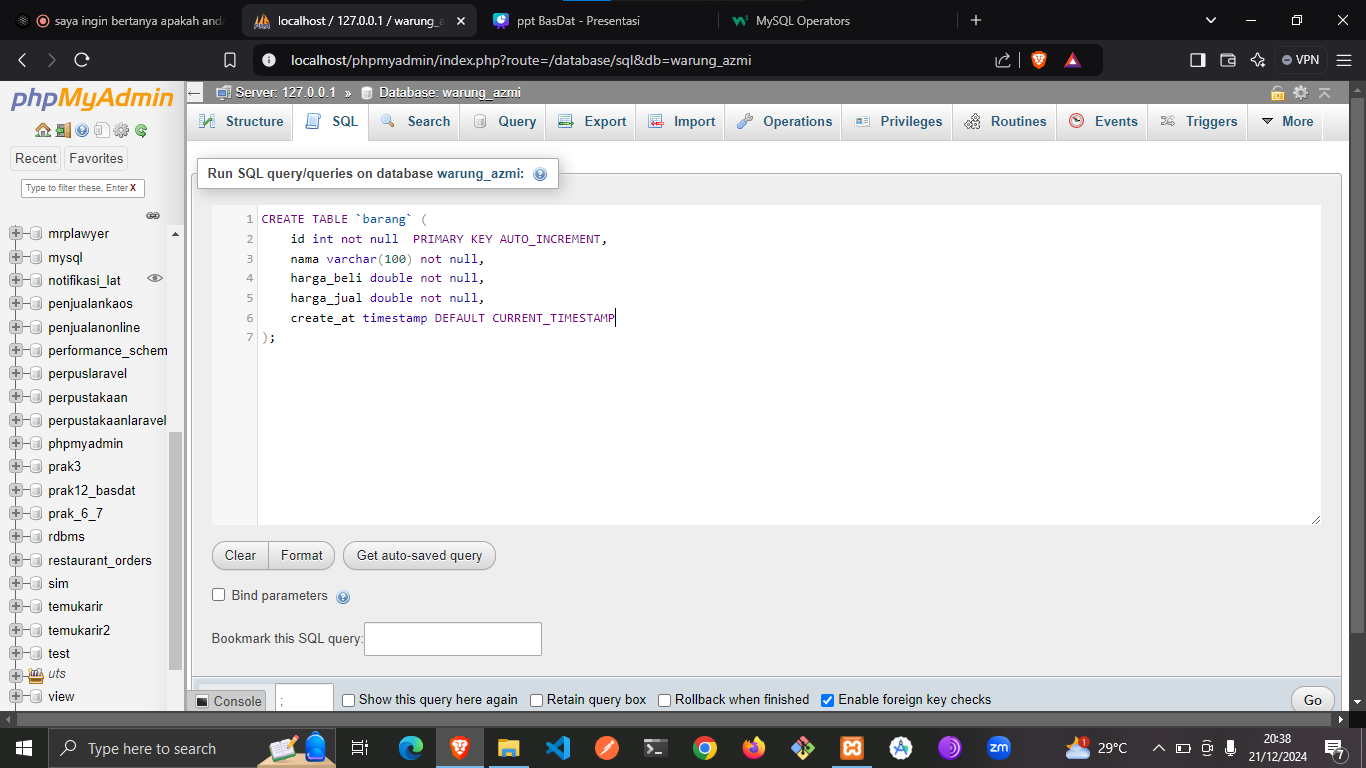 saya ingin bertanya apakah and
localhost / 127.0.0.1 / warung_a
ppt BasDat - Presentasi
MySQL Operators
localhost/phpmyadmin/index.php?route=/database/sql&db=warung_azmi
VPN
phpMyAdmin
Server: 127.0.0.1 » Database: warung_azmi
Structure SQL Search Query Export Import Operations Privileges Routines Events Triggers More
Recent Favorites
Type to filter these, Enter X
mrplawyer
mysql
notifikasi_lat
penjualankaos
penjualanonline
performance_schem
perpuslaravel
perpustakaan
perpustakaanlaravel
phpmyadmin
prak3
prak12_basdat
prak_6_7
rdbms
restaurant_orders
sim
temukarir
temukarir2
test
uts
view
Run SQL query/queries on database warung_azmi:
1 CREATE TABLE `barang` (
2 id int not null  PRIMARY KEY AUTO_INCREMENT,
3 nama varchar(100) not null,
4 harga_beli double not null,
5 harga_jual double not null,
6 create_at timestamp DEFAULT CURRENT_TIMESTAMP
7 );
Clear Format Get auto-saved query
Bind parameters
Bookmark this SQL query:
Console
; Show this query here again Retain query box Rollback when finished Enable foreign key checks Go
Type here to search
zm
1
29°C
20:38
21/12/2024
7